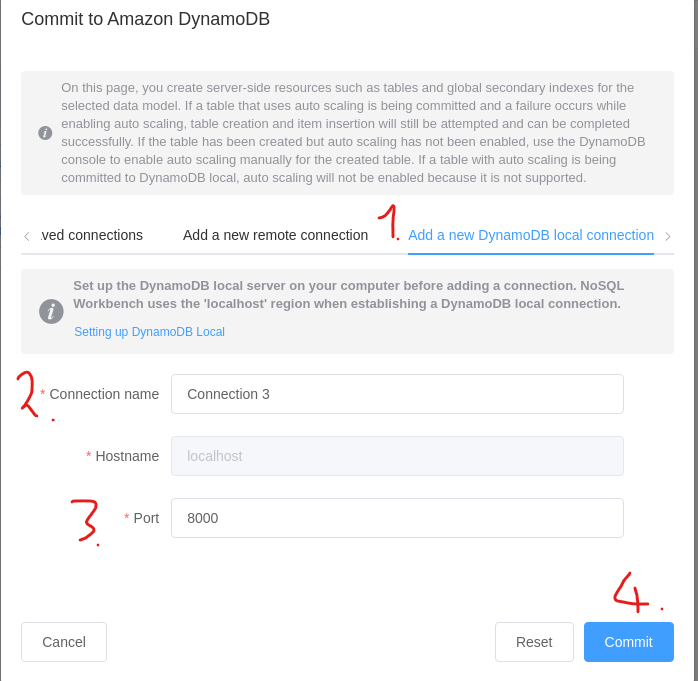 Commit to Amazon DynamoDB
On this page, you create server-side resources such as tables and global secondary indexes for the
selected data model. If a table that uses auto scaling is being committed and a failure occurs while
enabling auto scaling, table creation and item insertion will still be attempted and can be completed
successfully. If the table has been created but auto scaling has not been enabled, use the DynamoDB
console to enable auto scaling manually for the created table. If a table with auto scaling is being
committed to DynamoDB local, auto scaling will not be enabled because it is not supported.
ved connections Add a new remote connection 1. Add a new DynamoDB local connection
Set up the DynamoDB local server on your computer before adding a connection. NoSQL
Workbench uses the 'localhost' region when establishing a DynamoDB local connection.
Setting up DynamoDB Local
2. * Connection name Connection 3
* Hostname localhost
3. * Port 8000
4.
Cancel Reset Commit